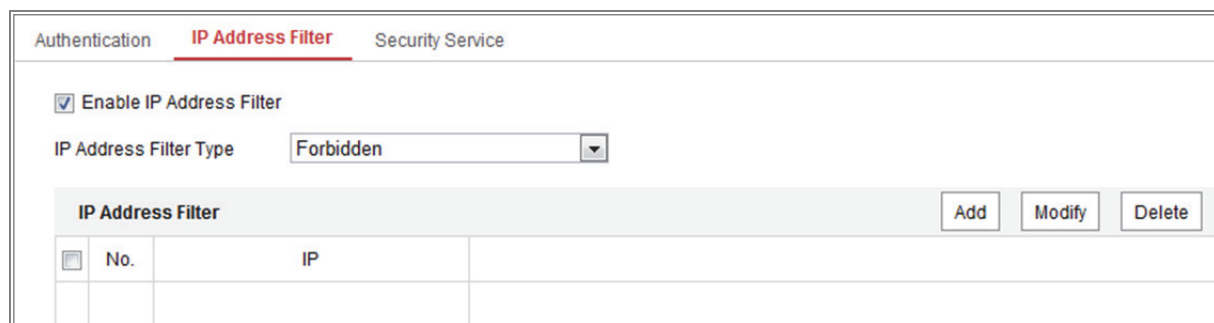 Authentication IP Address Filter Security Service
Enable IP Address Filter
IP Address Filter Type Forbidden
IP Address Filter Add Modify Delete
No. IP